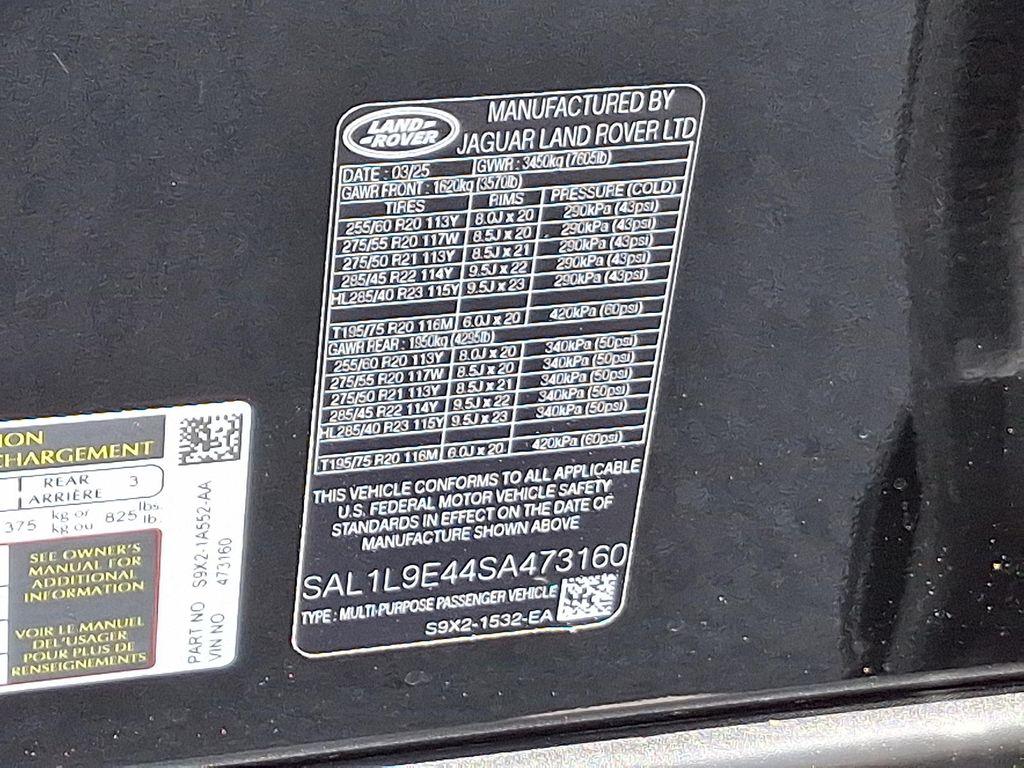 LAND-
-ROVER
MANUFACTURED BY
JAGUAR LAND ROVER LTD
DATE : 03/25 GVWR : 3450kg (7605lb)
GAWR FRONT : 1620kg (3570lb)
TIRES RIMS PRESSURE (COLD)
255/60 R20 113Y 8.0J x 20 290kPa (43psi)
275/55 R20 117W 8.5J x 20 290kPa (43psi)
275/50 R21 113Y 8.5J x 21 290kPa (43psi)
285/45 R22 114Y 9.5J x 22 290kPa (43psi)
HL285/40 R23 115Y 9.5J x 23 290kPa (43psi)
T195/75 R20 116M 6.0J x 20 420kPa (60psi)
GAWR REAR : 1950kg (4295lb)
255/60 R20 113Y 8.0J x 20 340kPa (50psi)
275/55 R20 117W 8.5J x 20 340kPa (50psi)
275/50 R21 113Y 8.5J x 21 340kPa (50psi)
285/45 R22 114Y 9.5J x 22 340kPa (50psi)
HL285/40 R23 115Y 9.5J x 23 340kPa (50psi)
T195/75 R20 116M 6.0J x 20 420kPa (60psi)
THIS VEHICLE CONFORMS TO ALL APPLICABLE
U.S. FEDERAL MOTOR VEHICLE SAFETY
STANDARDS IN EFFECT ON THE DATE OF
MANUFACTURE SHOWN ABOVE
SAL1L9E44SA473160
TYPE : MULTI-PURPOSE PASSENGER VEHICLE
S9X2-1532-EA
ION
CHARGEMENT
REAR 3
ARRIÈRE
375 kg or 825 lbs.
kg ou lb.
SEE OWNER'S
MANUAL FOR
ADDITIONAL
INFORMATION
VOIR LE MANUEL
DEL'USAGER
POUR PLUS DE
RENSEIGNEMENTS
PART NO S9X2-1A552-AA
VIN NO 473160